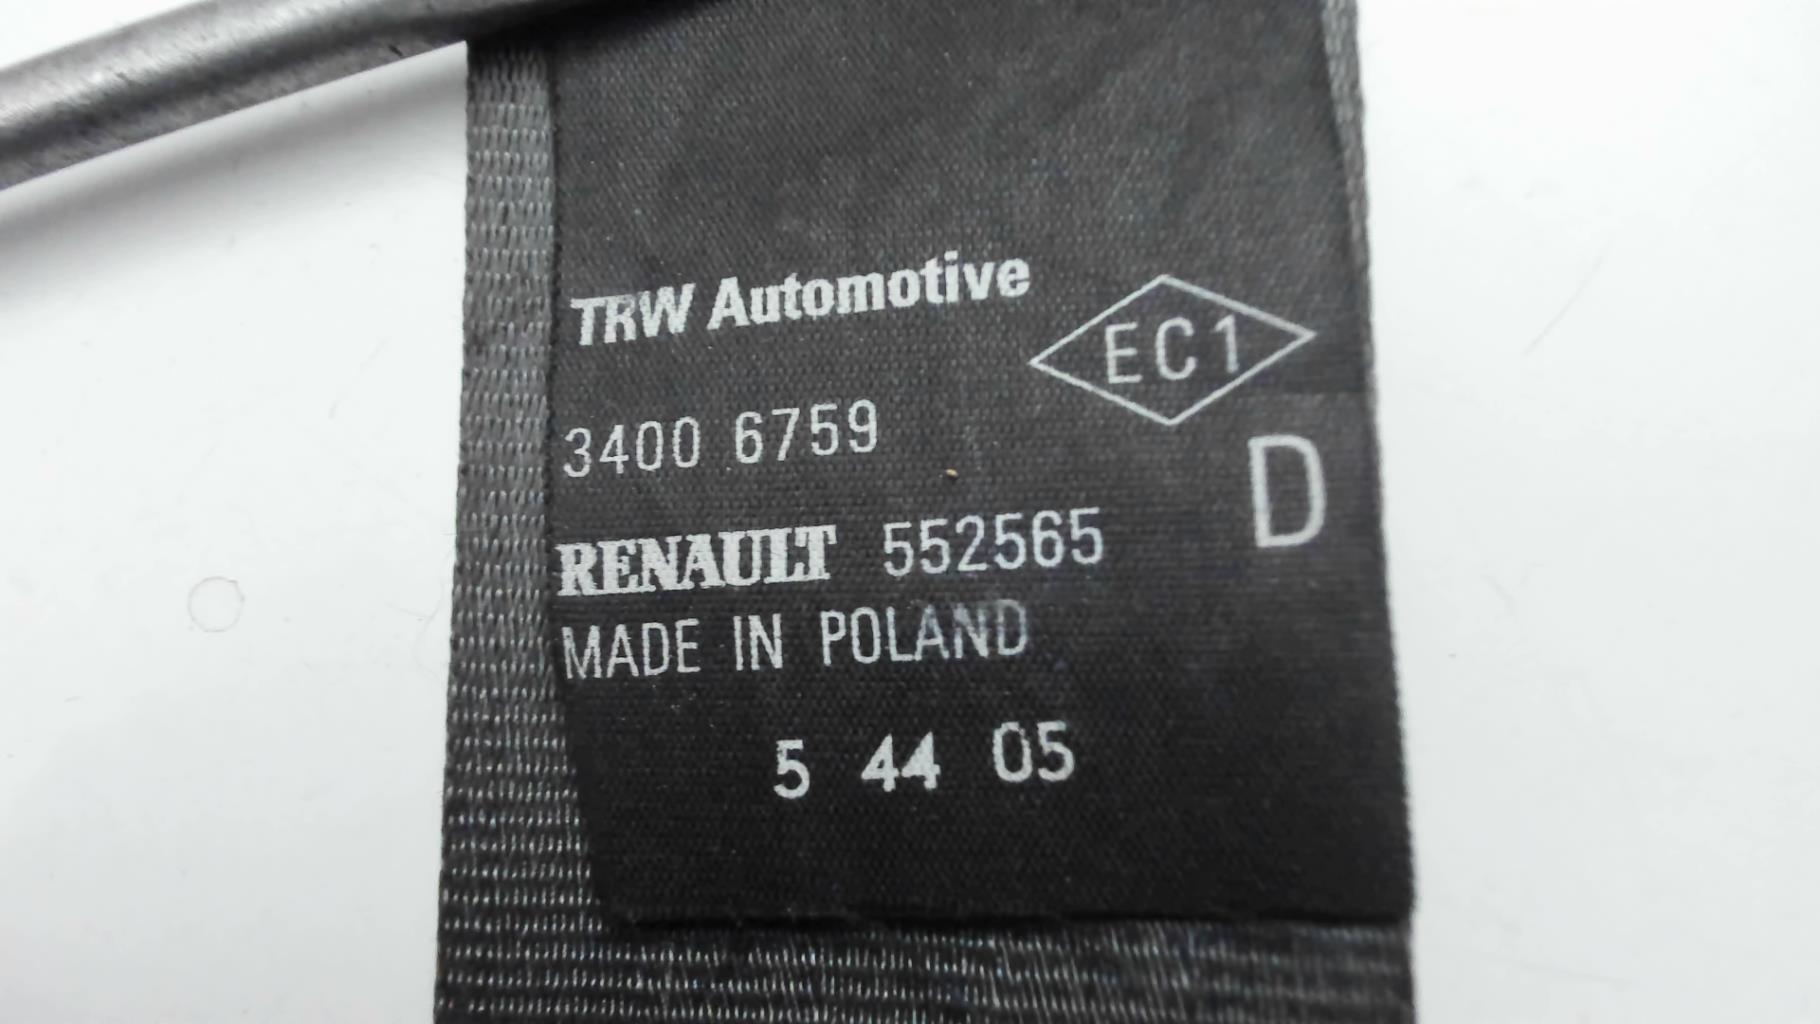 TRW Automotive
EC1
3400 6759
D
RENAULT 552565
MADE IN POLAND
5 44 05